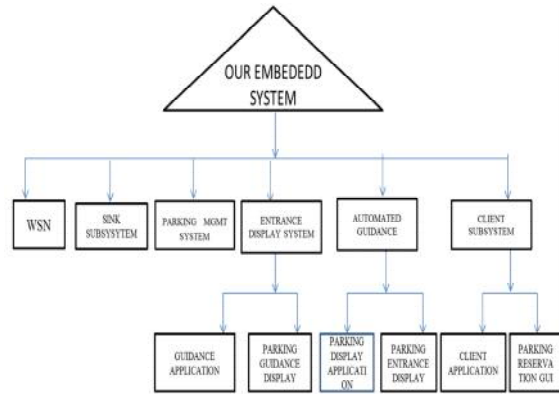 OUR EMBEDEDD
SYSTEM
WSN
SINK
SUBSYSYTEM
PARKING MGMT
SYSTEM
ENTRANCE
DISPLAY SYSTEM
AUTOMATED
GUIDANCE
CLIENT
SUBSYSTEM
GUIDANCE
APPLICATION
PARKING
GUIDANCE
DISPLAY
PARKING
DISPLAY
APPLICATI
ON
PARKING
ENTRANCE
DISPLAY
CLIENT
APPLICATION
PARKING
RESERVA
TION GUI